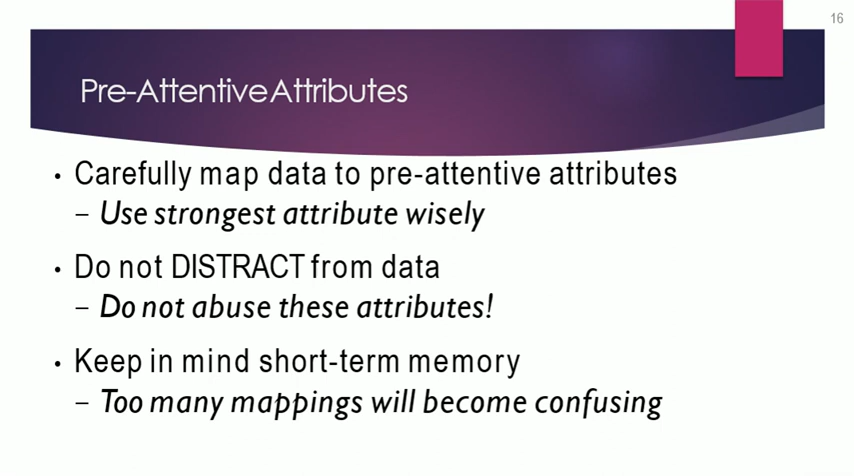 16
Pre-Attentive Attributes
• Carefully map data to pre-attentive attributes
– Use strongest attribute wisely
• Do not DISTRACT from data
– Do not abuse these attributes!
• Keep in mind short-term memory
– Too many mappings will become confusing